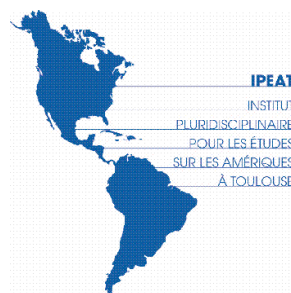 IPEAT
INSTITUT
PLURIDISCIPLINAIRE
POUR LES ÉTUDES
SUR LES AMÉRIQUES
À TOULOUSE